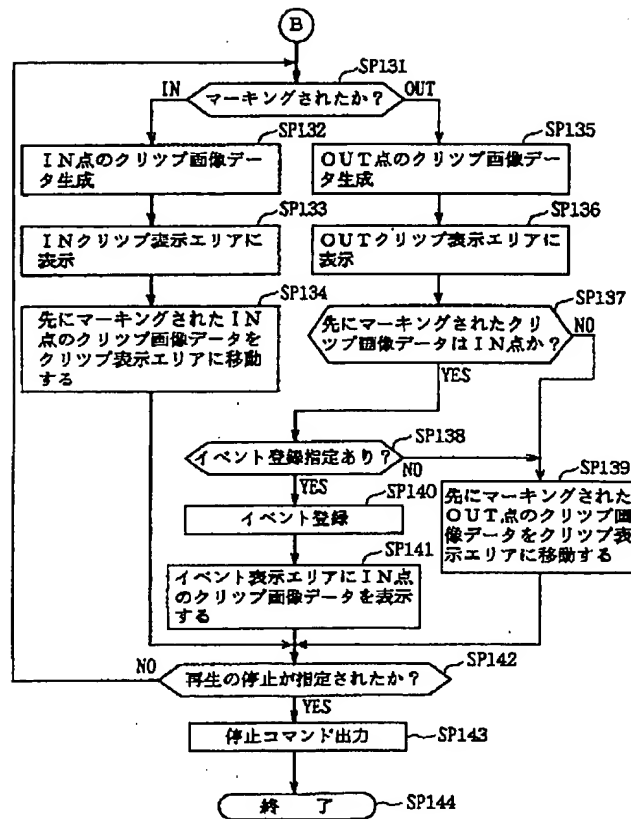 B
SP131
IN
マーキングされたか?
OUT
SP132
IN点のクリツプ画像デー
タ生成
SP135
OUT点のクリツプ画像デー
タ生成
SP133
INクリツプ表示エリアに
表示
SP136
OUTクリツプ表示エリアに
表示
SP134
先にマーキングされたIN
点のクリツプ画像データを
クリツプ表示エリアに移動
する
SP137
先にマーキングされたクリ
ツプ画像データはIN点か?
NO
YES
SP138
イベント登録指定あり?
NO
YES
SP139
先にマーキングされた
OUT点のクリツプ画
像データをクリツプ表
示エリアに移動する
SP140
イベント登録
SP141
イベント表示エリアにIN点
のクリツプ画像データを表示
する
NO
SP142
再生の停止が指定されたか?
YES
停止コマンド出力
SP143
終 了
SP144